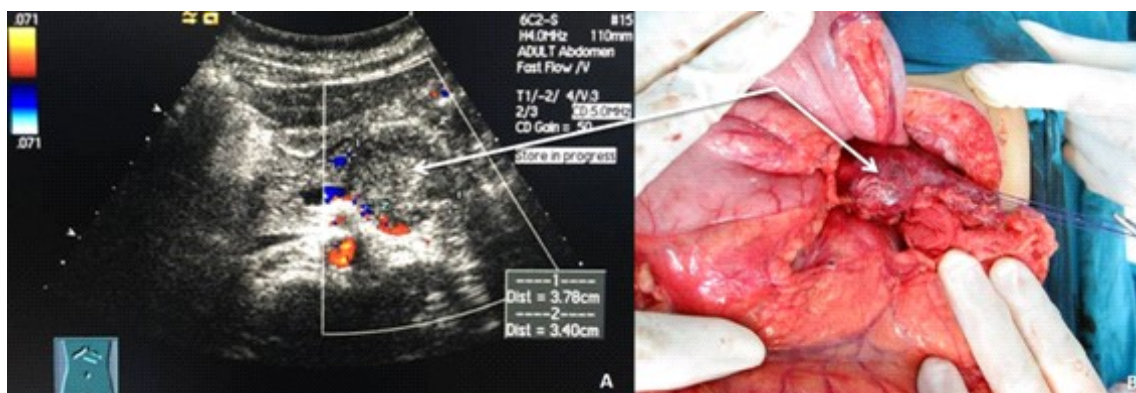 .071
.071
6C2-S #15
H4.0MHz 110mm
ADULT Abdomen
Fast Flow /V
T1/-2/ 4/V:3
2/3 CD 5.0MHz
CD Gain = 50
Store in progress
----1----
Dist = 3.78cm
----2----
Dist = 3.40cm
A
B